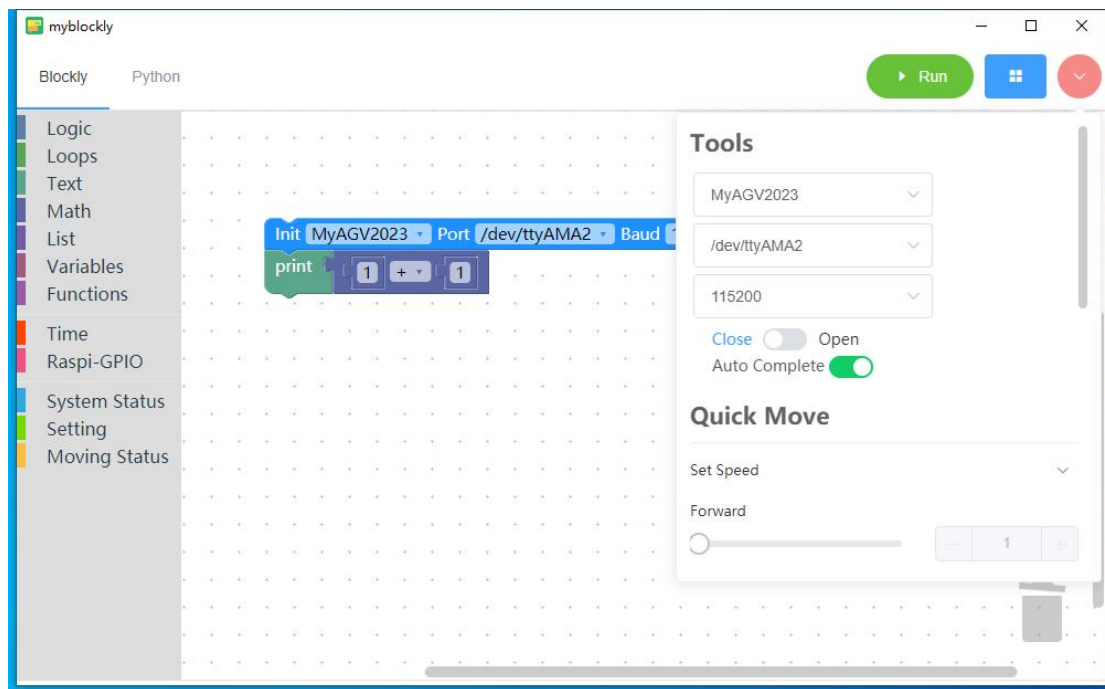 myblockly
Blockly Python
Run
Logic
Loops
Text
Math
List
Variables
Functions
Time
Raspi-GPIO
System Status
Setting
Moving Status
Init MyAGV2023 Port /dev/ttyAMA2 Baud
print 1 + 1
Tools
MyAGV2023
/dev/ttyAMA2
115200
Close Open
Auto Complete
Quick Move
Set Speed
Forward
1